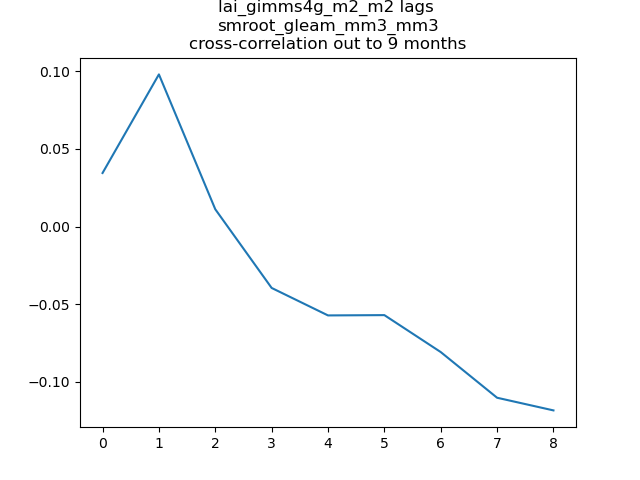 lai_gimms4g_m2_m2 lags
smroot_gleam_mm3_mm3
cross-correlation out to 9 months
0.10
0.05
0.00
−0.05
−0.10
0 1 2 3 4 5 6 7 8